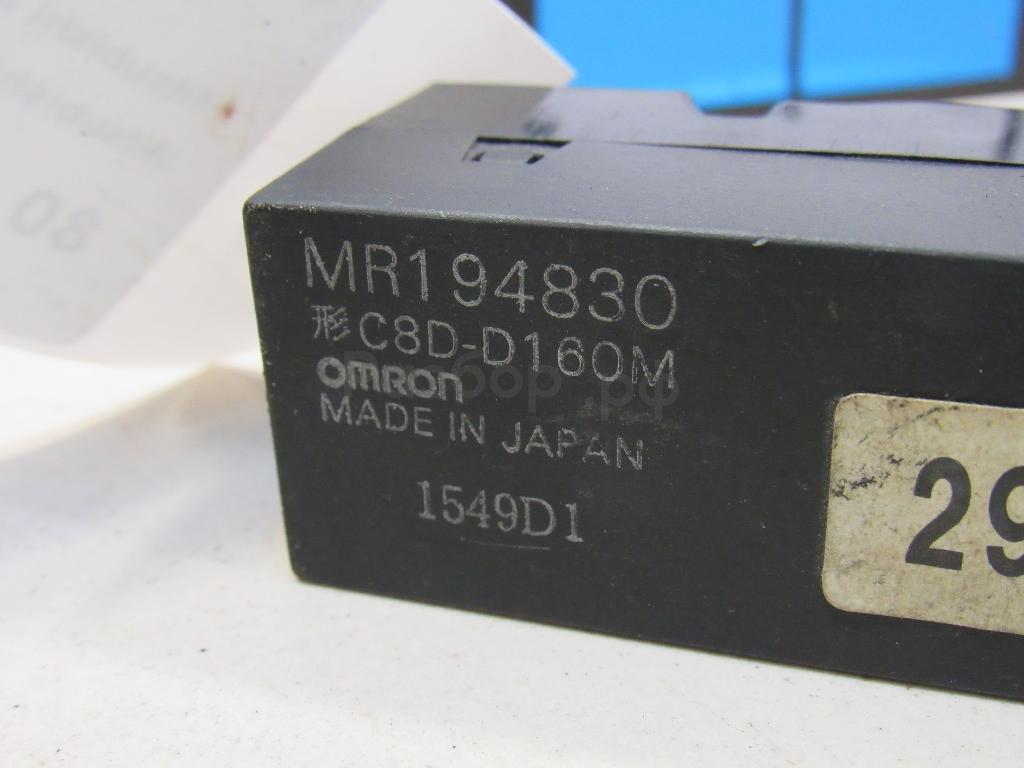 MR194830
形 C8D-D160M
OMRON
MADE IN JAPAN
1549D1
29
08